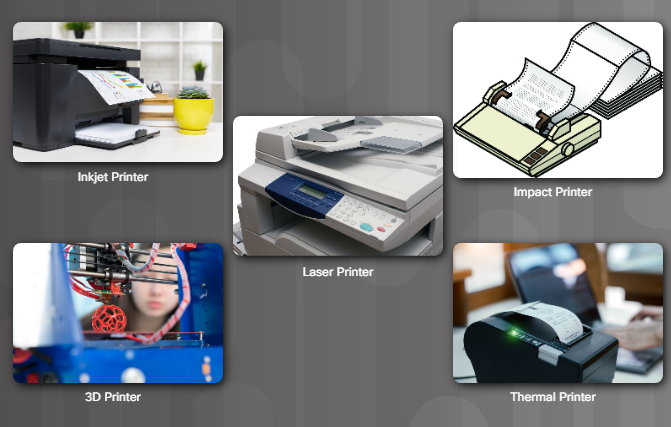 Inkjet Printer
Impact Printer
Laser Printer
3D Printer
Thermal Printer